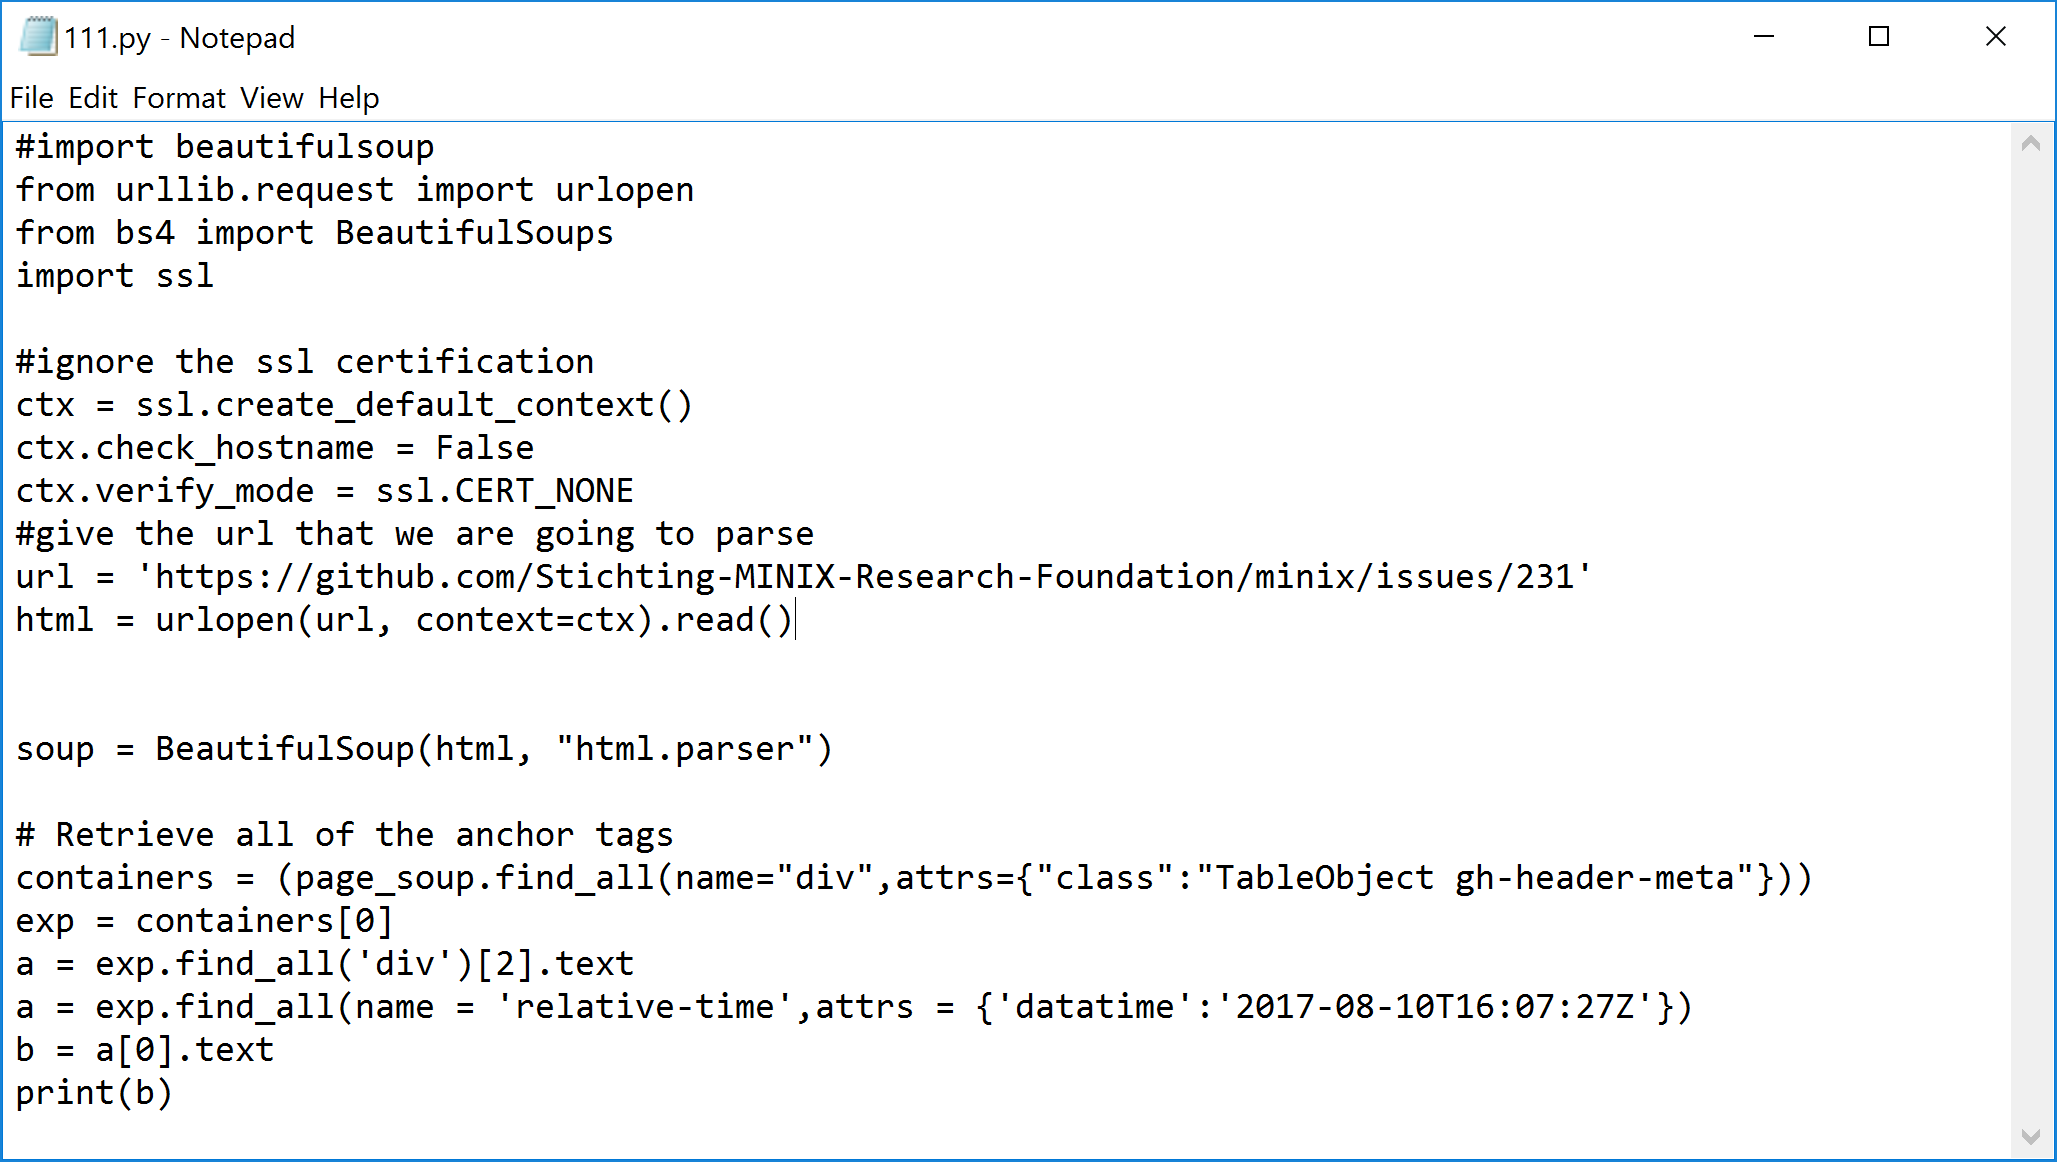 111.py - Notepad
File Edit Format View Help
#import beautifulsoup
from urllib.request import urlopen
from bs4 import BeautifulSoups
import ssl
#ignore the ssl certification
ctx = ssl.create_default_context()
ctx.check_hostname = False
ctx.verify_mode = ssl.CERT_NONE
#give the url that we are going to parse
url = 'https://github.com/Stichting-MINIX-Research-Foundation/minix/issues/231'
html = urlopen(url, context=ctx).read()
soup = BeautifulSoup(html, "html.parser")
# Retrieve all of the anchor tags
containers = (page_soup.find_all(name="div",attrs={"class":"TableObject gh-header-meta"}))
exp = containers[0]
a = exp.find_all('div')[2].text
a = exp.find_all(name = 'relative-time',attrs = {'datatime':'2017-08-10T16:07:27Z'})
b = a[0].text
print(b)